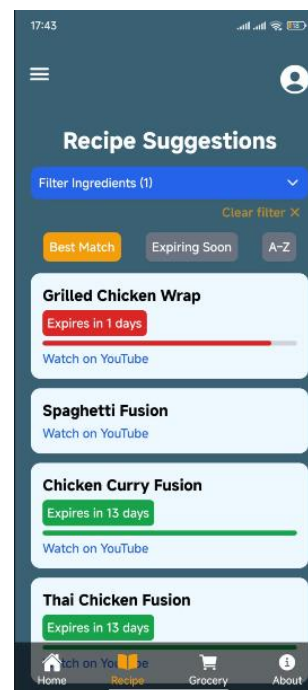 17:43
Recipe Suggestions
Filter Ingredients (1)
Clear filter ×
Best Match Expiring Soon A-Z
Grilled Chicken Wrap
Expires in 1 days
Watch on YouTube
Spaghetti Fusion
Watch on YouTube
Chicken Curry Fusion
Expires in 13 days
Watch on YouTube
Thai Chicken Fusion
Expires in 13 days
Home Recipe Grocery About